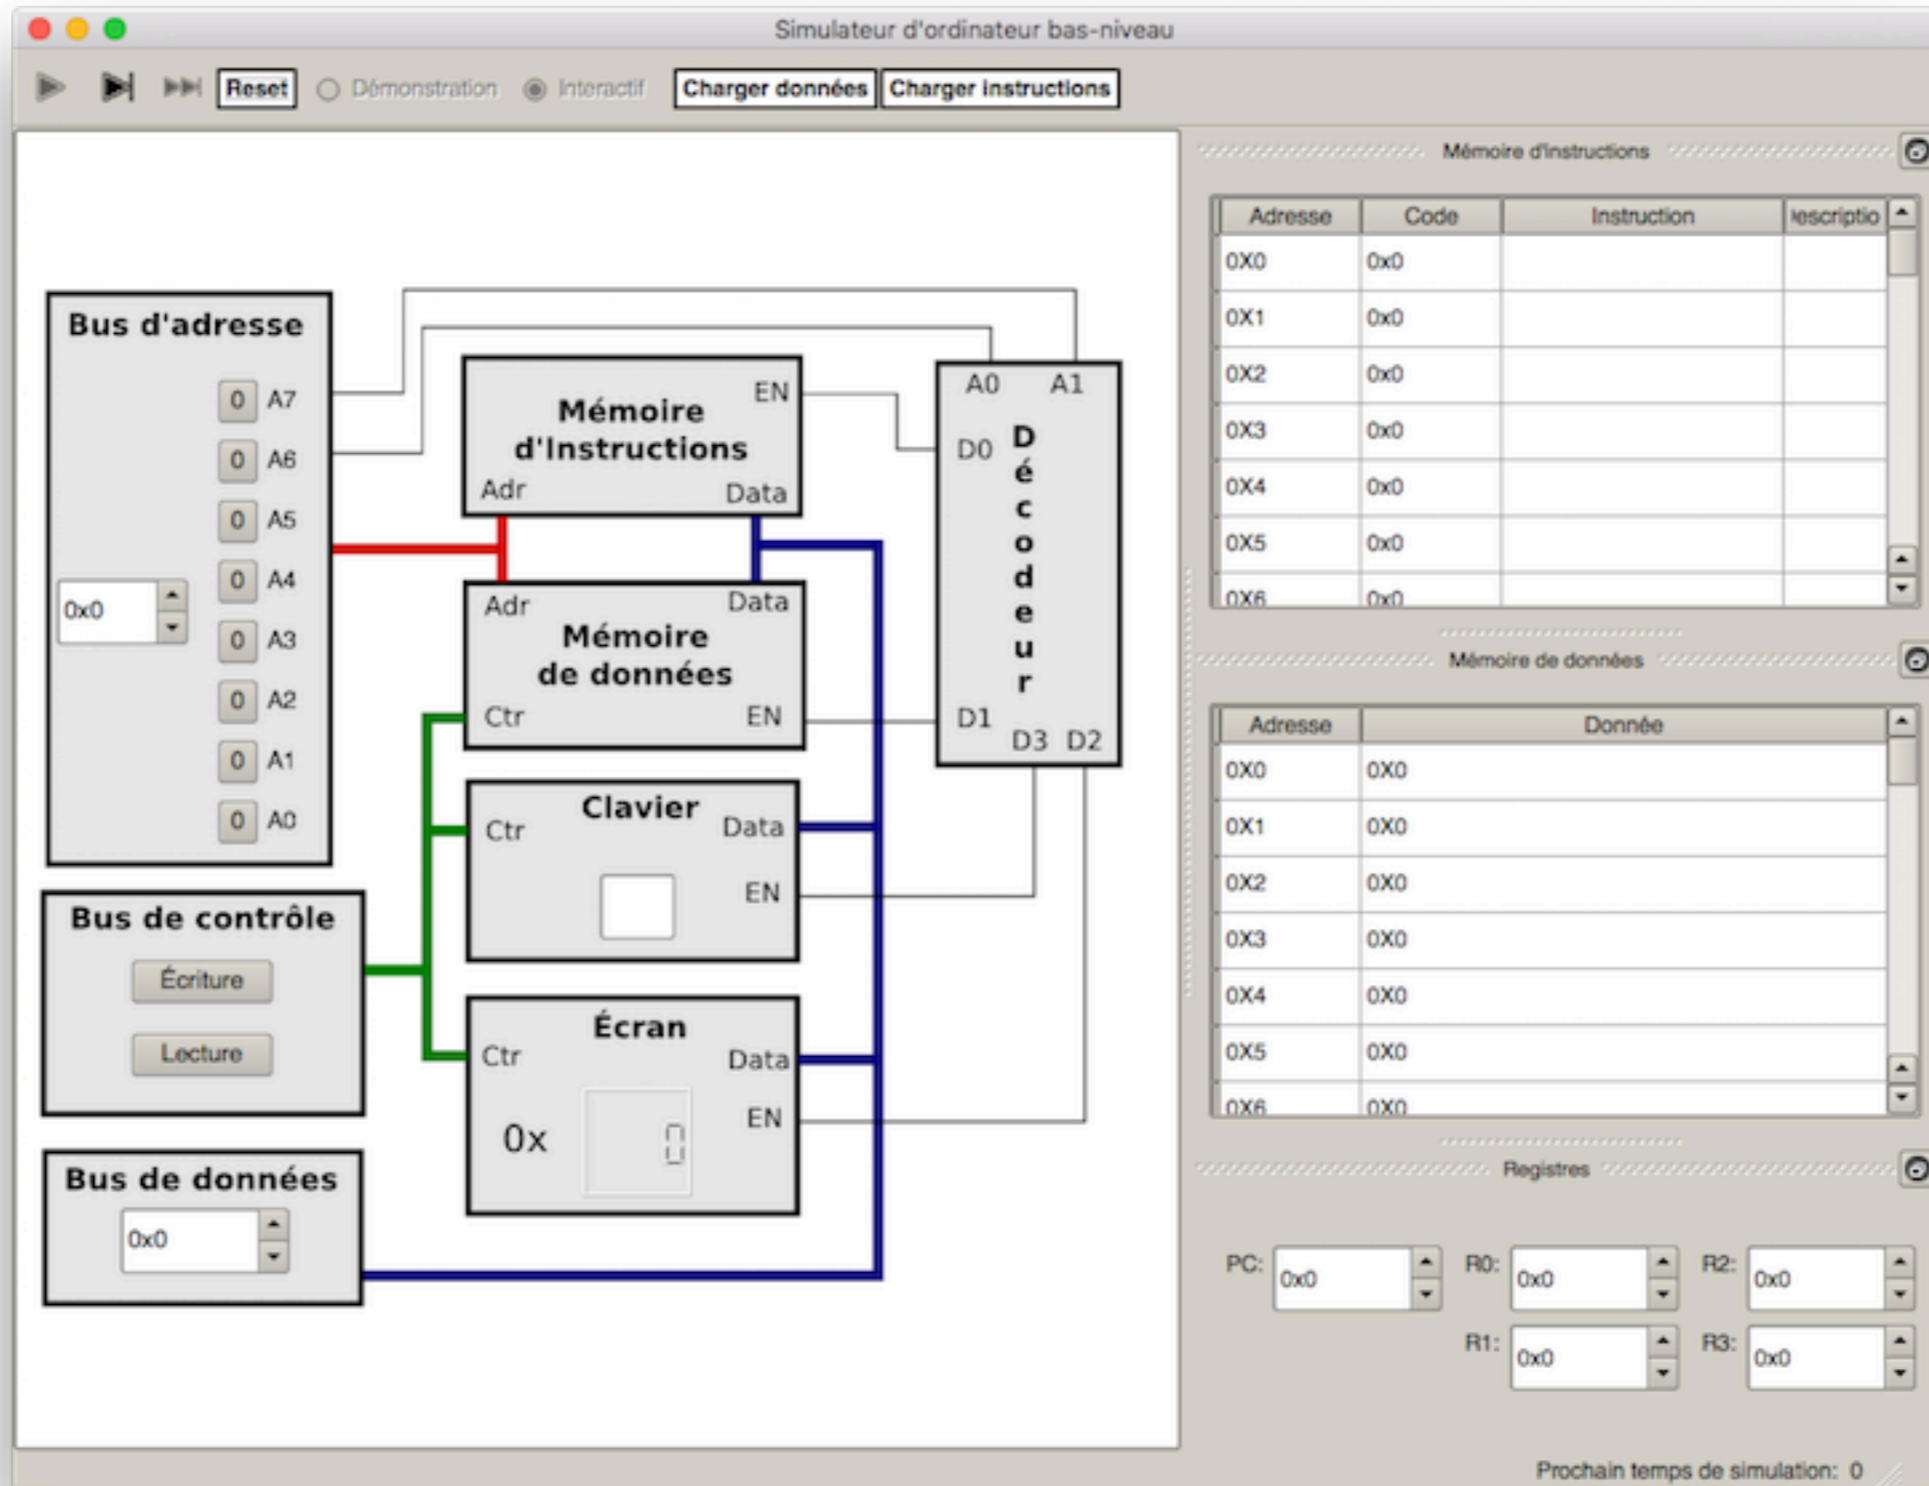 Simulateur d'ordinateur bas-niveau
Reset Démonstration Interactif Charger données Charger instructions
Bus d'adresse
0 A7
0 A6
0 A5
0 A4
0x0
0 A3
0 A2
0 A1
0 A0
Mémoire
d'Instructions
EN
Adr Data
Adr Data
Mémoire
de données
Ctr EN
Clavier
Ctr Data
EN
Écran
Ctr Data
EN
0x 0
A0 A1
D0
Décodeur
D1
D3 D2
Bus de contrôle
Écriture
Lecture
Bus de données
0x0
Mémoire d'Instructions
Adresse Code Instruction escriptio
0X0 0x0
0X1 0x0
0X2 0x0
0X3 0x0
0X4 0x0
0X5 0x0
0X6 0x0
Mémoire de données
Adresse Donnée
0X0 0X0
0X1 0X0
0X2 0X0
0X3 0X0
0X4 0X0
0X5 0X0
0X6 0X0
Registres
PC: 0x0 R0: 0x0 R2: 0x0
R1: 0x0 R3: 0x0
Prochain temps de simulation: 0